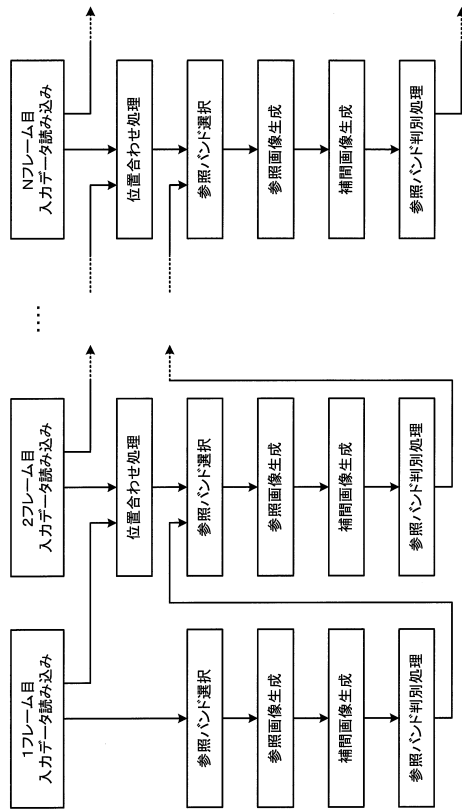 1フレーム目
入力データ読み込み
参照バンド選択
参照画像生成
補間画像生成
参照バンド判別処理
2フレーム目
入力データ読み込み
位置合わせ処理
参照バンド選択
参照画像生成
補間画像生成
参照バンド判別処理
....
Nフレーム目
入力データ読み込み
位置合わせ処理
参照バンド選択
参照画像生成
補間画像生成
参照バンド判別処理